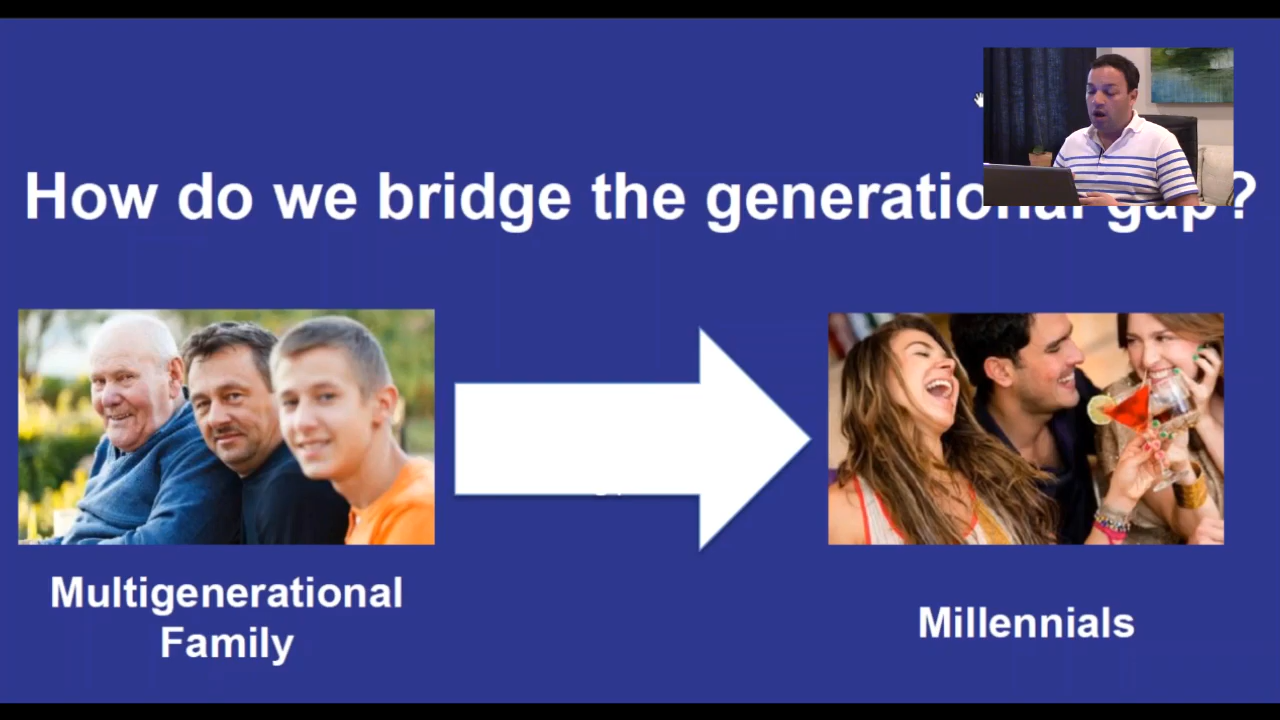 How do we bridge the generational gap?
Multigenerational
Family
Millennials